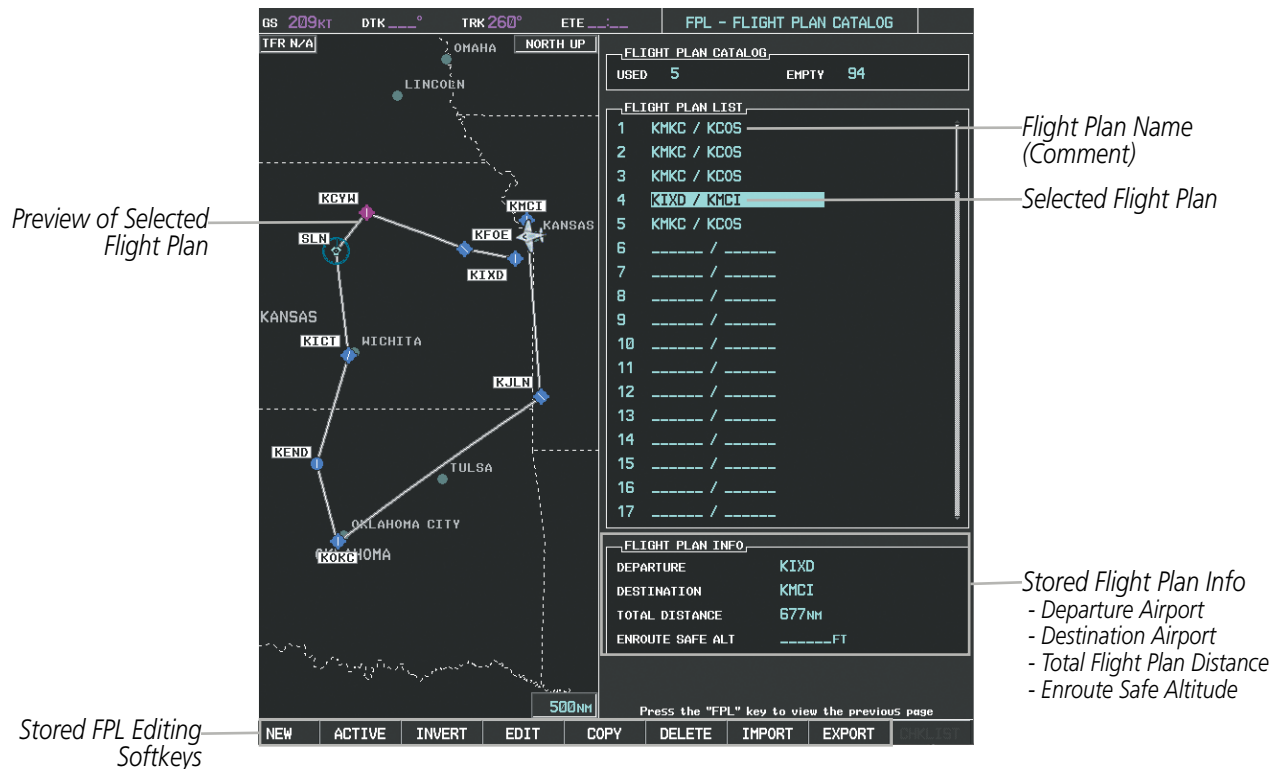 GS 209KT DTK ___° TRK 260° ETE __:__ FPL – FLIGHT PLAN CATALOG
TFR N/A
NORTH UP
OMAHA
LINCOLN
KCYW
KMCI
KANSAS
KFOE
SLN
KIXD
KANSAS
KICT
WICHITA
KJLN
KEND
TULSA
OKLAHOMA CITY
KOKC
500NM
FLIGHT PLAN CATALOG
USED 5 EMPTY 94
FLIGHT PLAN LIST
1 KMKC / KCOS
2 KMKC / KCOS
3 KMKC / KCOS
4 KIXD / KMCI
5 KMKC / KCOS
6 ______ / ______
7 ______ / ______
8 ______ / ______
9 ______ / ______
10 ______ / ______
11 ______ / ______
12 ______ / ______
13 ______ / ______
14 ______ / ______
15 ______ / ______
16 ______ / ______
17 ______ / ______
FLIGHT PLAN INFO
DEPARTURE KIXD
DESTINATION KMCI
TOTAL DISTANCE 677NM
ENROUTE SAFE ALT ______FT
Press the "FPL" key to view the previous page
NEW ACTIVE INVERT EDIT COPY DELETE IMPORT EXPORT CHKLIST
Preview of Selected
Flight Plan
Stored FPL Editing
Softkeys
Flight Plan Name
(Comment)
Selected Flight Plan
Stored Flight Plan Info
- Departure Airport
- Destination Airport
- Total Flight Plan Distance
- Enroute Safe Altitude